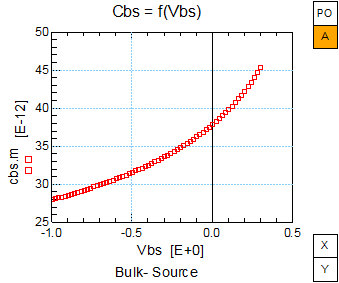 Cbs = f(Vbs)
PO
A
50
45
40
35
30
25
cbs.m [E-12]
-1.0
-0.5
0.0
0.5
Vbs [E+0]
Bulk- Source
X
Y